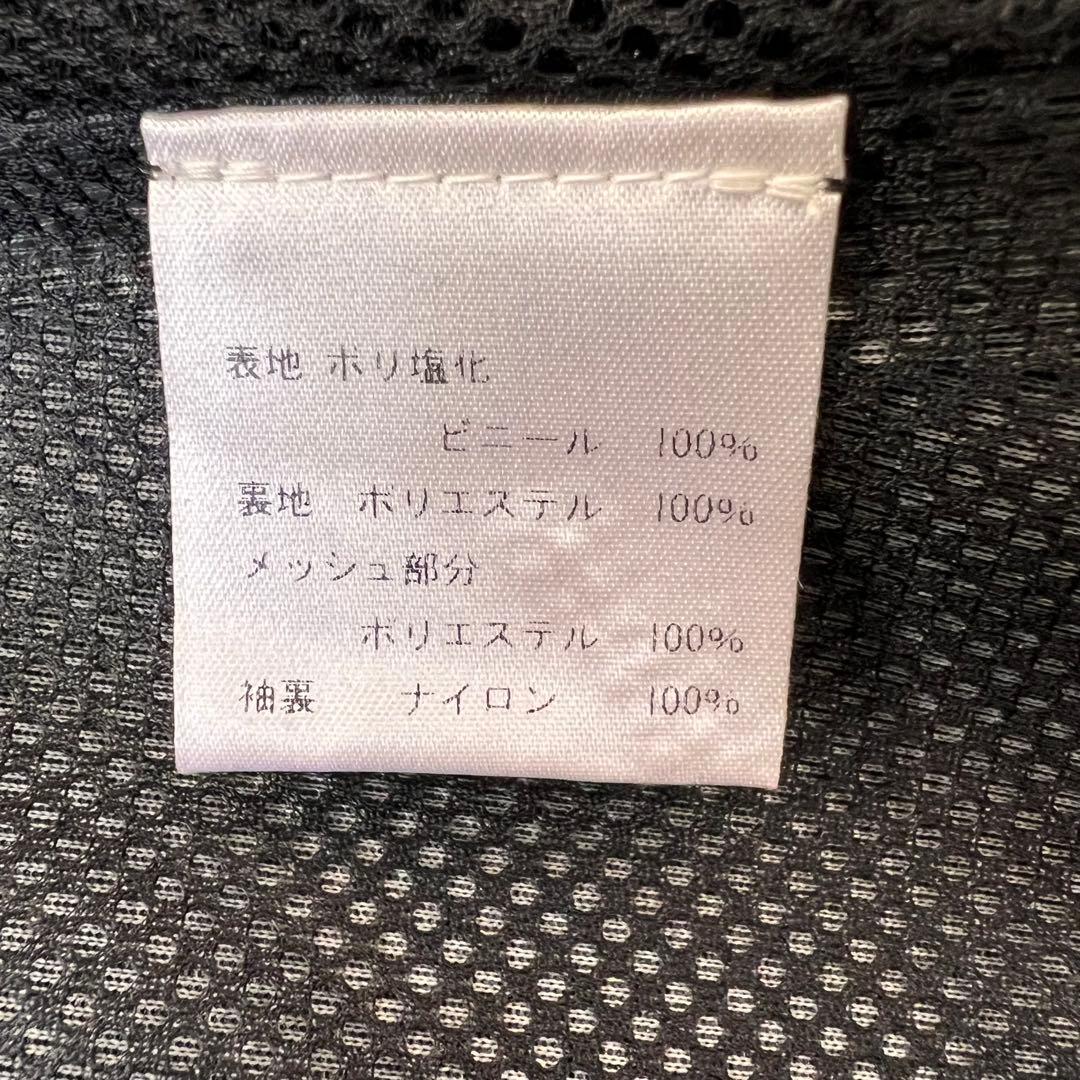 表地 ポリ塩化
ビニール 100%
裏地 ポリエステル 100%
メッシュ部分
ポリエステル 100%
袖裏 ナイロン 100%